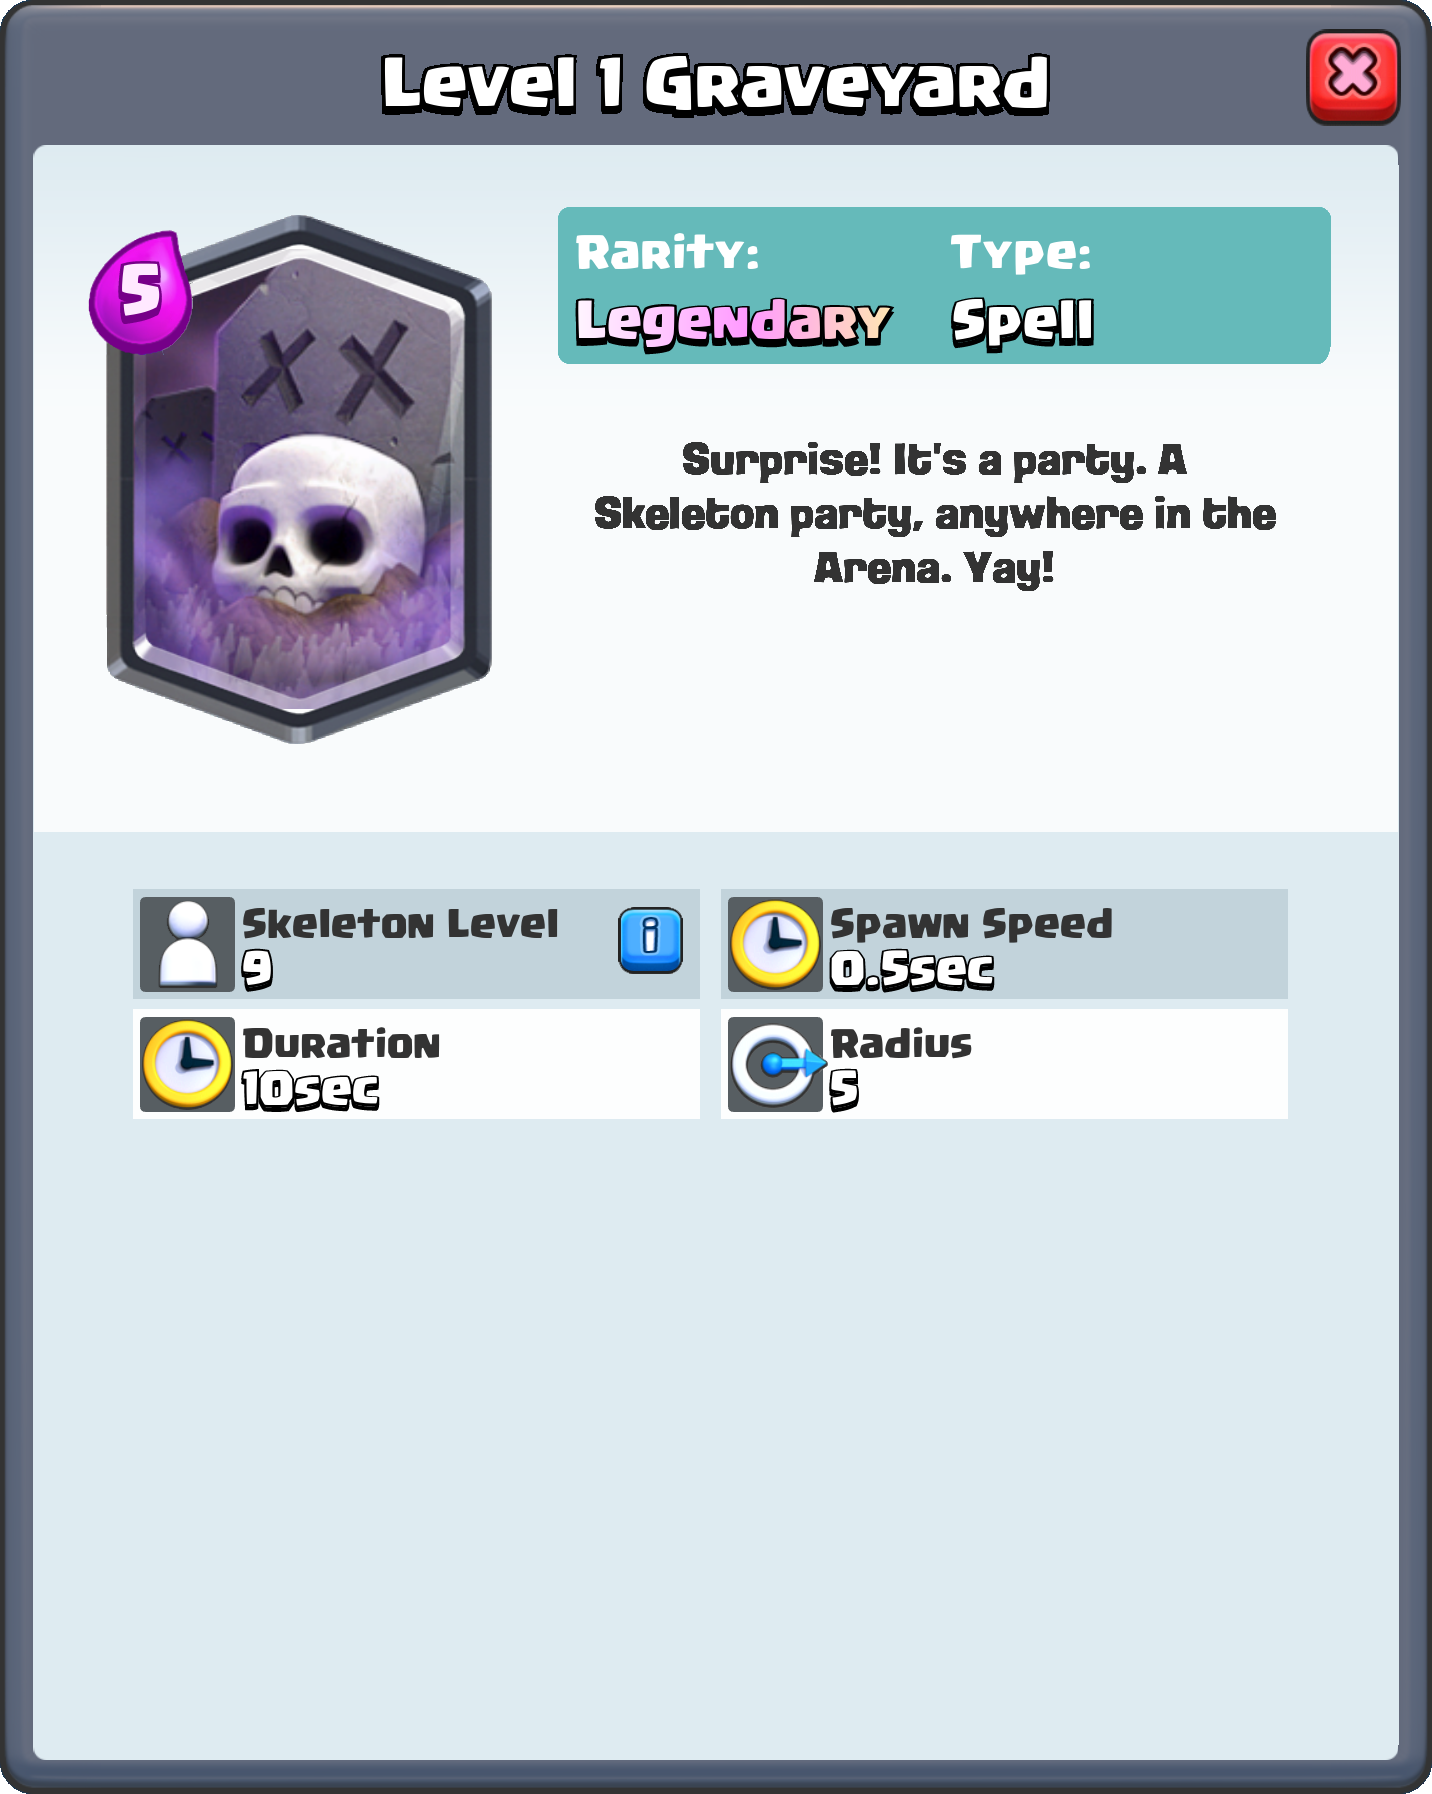 Level 1 Graveyard
5
Rarity:
Legendary
Type:
Spell
Surprise! It's a party. A
Skeleton party, anywhere in the
Arena. Yay!
Skeleton Level
9
Spawn Speed
0.5sec
Duration
10sec
Radius
5